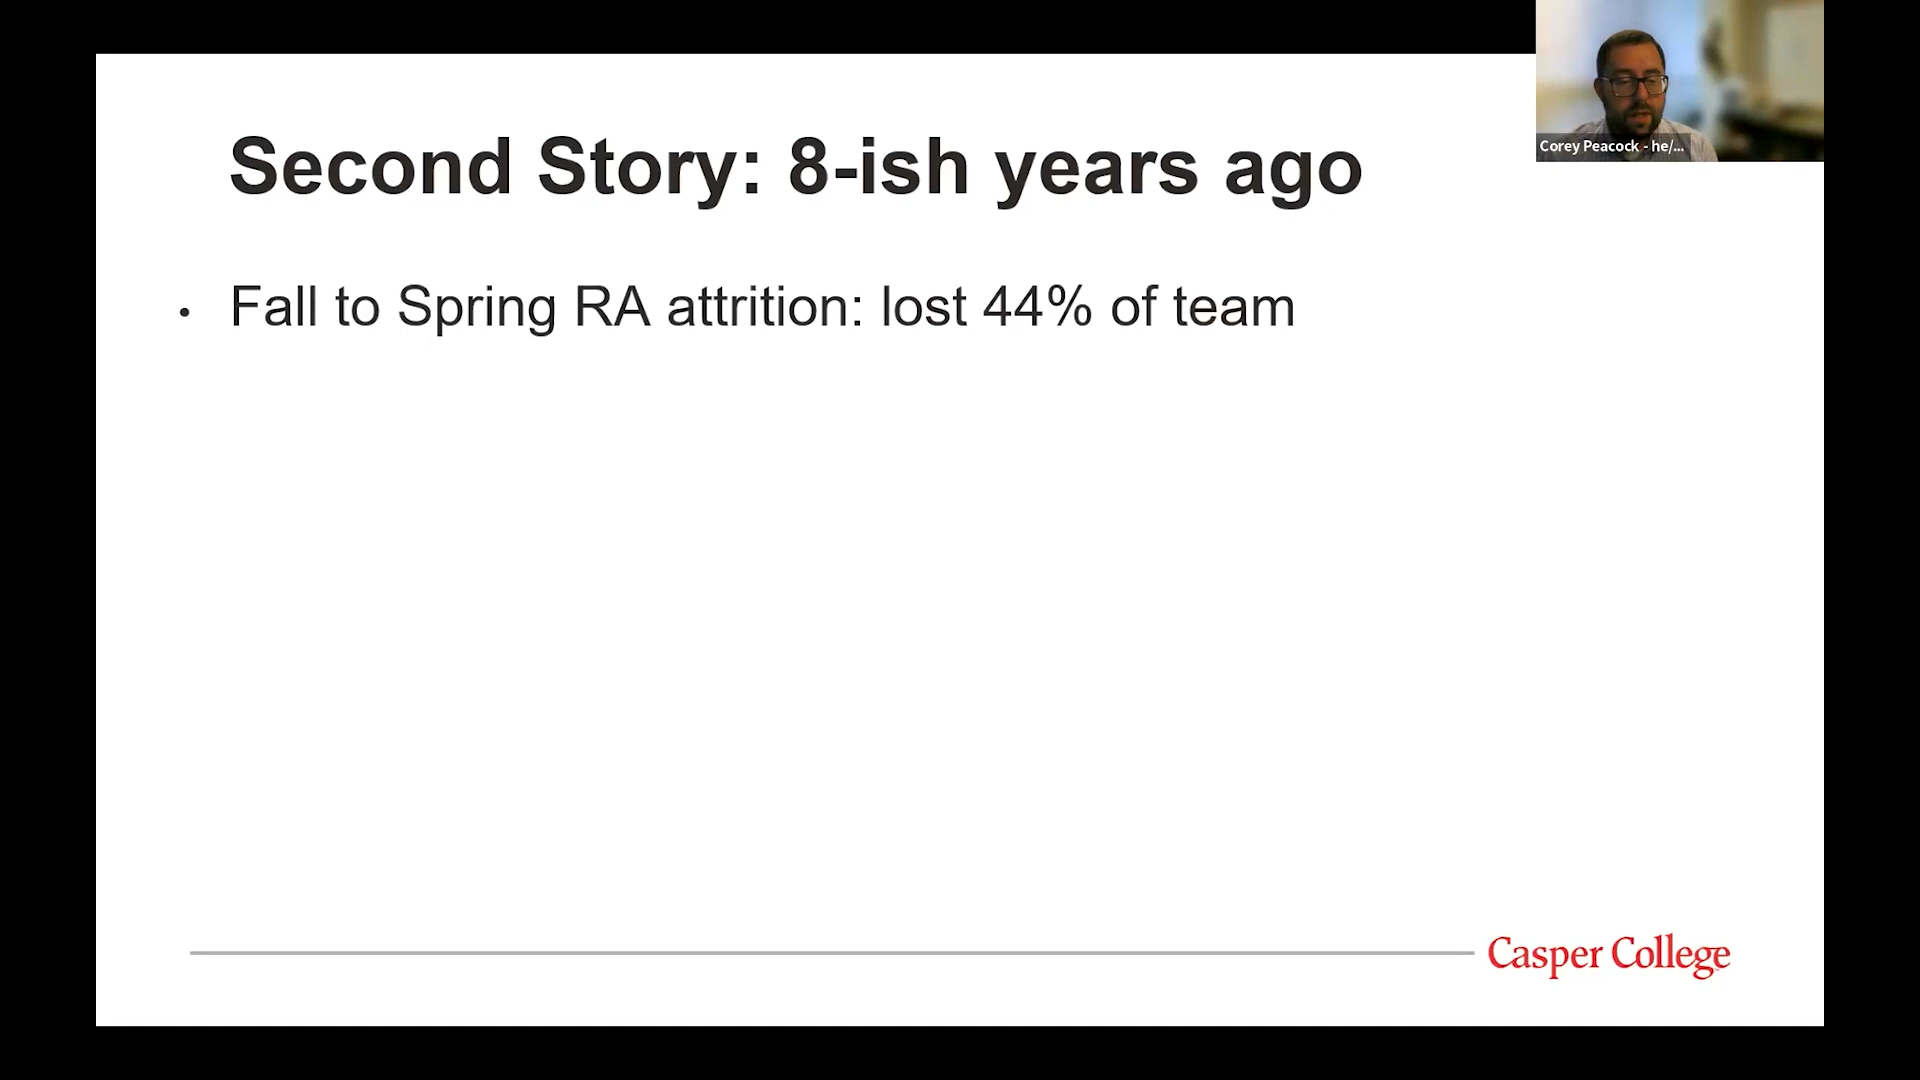 Corey Peacock - he/...
Second Story: 8-ish years ago
• Fall to Spring RA attrition: lost 44% of team
Casper College